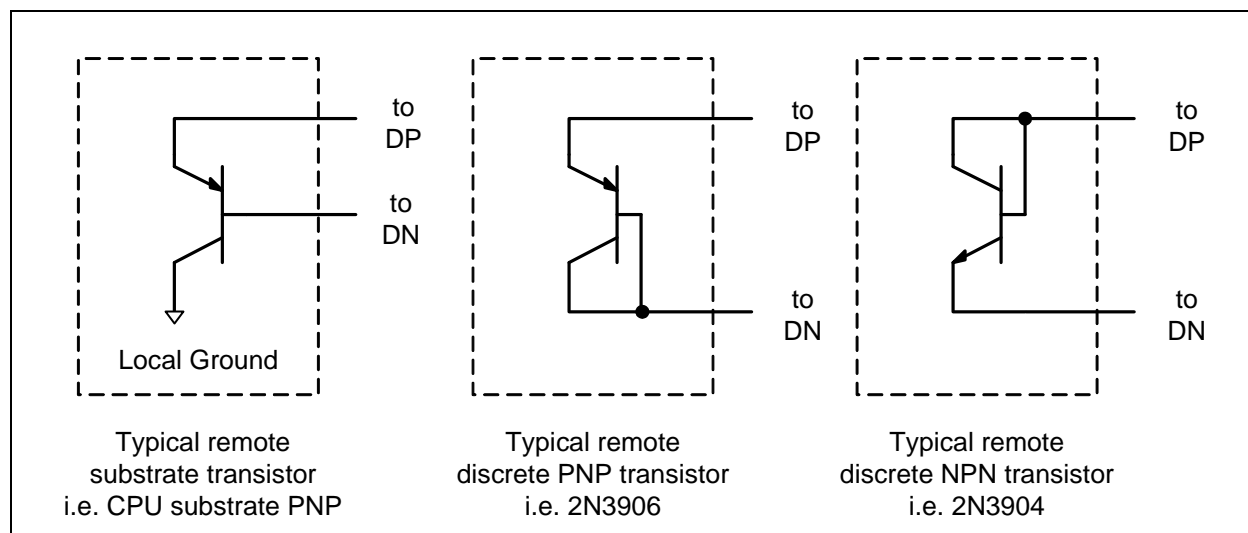 to
DP
to
DN
Local Ground
Typical remote
substrate transistor
i.e. CPU substrate PNP
to
DP
to
DN
Typical remote
discrete PNP transistor
i.e. 2N3906
to
DP
to
DN
Typical remote
discrete NPN transistor
i.e. 2N3904